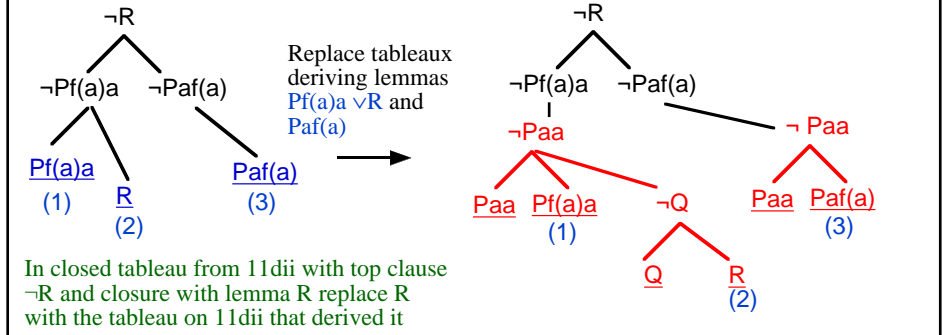 ¬R
¬Pf(a)a ¬Paf(a)
Pf(a)a
(1)
R
(2)
Paf(a)
(3)
Replace tableaux
deriving lemmas
Pf(a)a ∨R and
Paf(a)
¬R
¬Pf(a)a ¬Paf(a)
¬Paa
¬ Paa
Paa Pf(a)a ¬Q
(1)
Paa Paf(a)
(3)
Q R
(2)
In closed tableau from 11dii with top clause
¬R and closure with lemma R replace R
with the tableau on 11dii that derived it